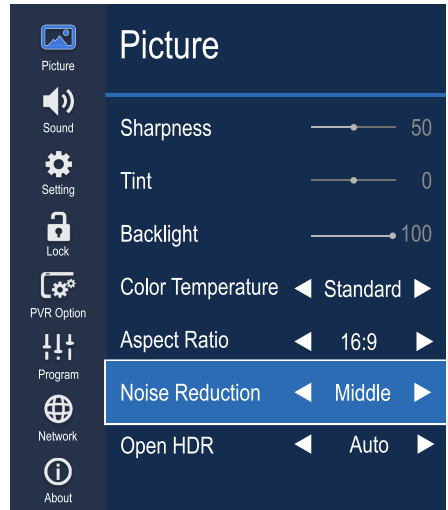 Picture
Sound
Setting
Lock
PVR Option
Program
Network
About
Picture
Sharpness 50
Tint 0
Backlight 100
Color Temperature Standard
Aspect Ratio 16:9
Noise Reduction Middle
Open HDR Auto